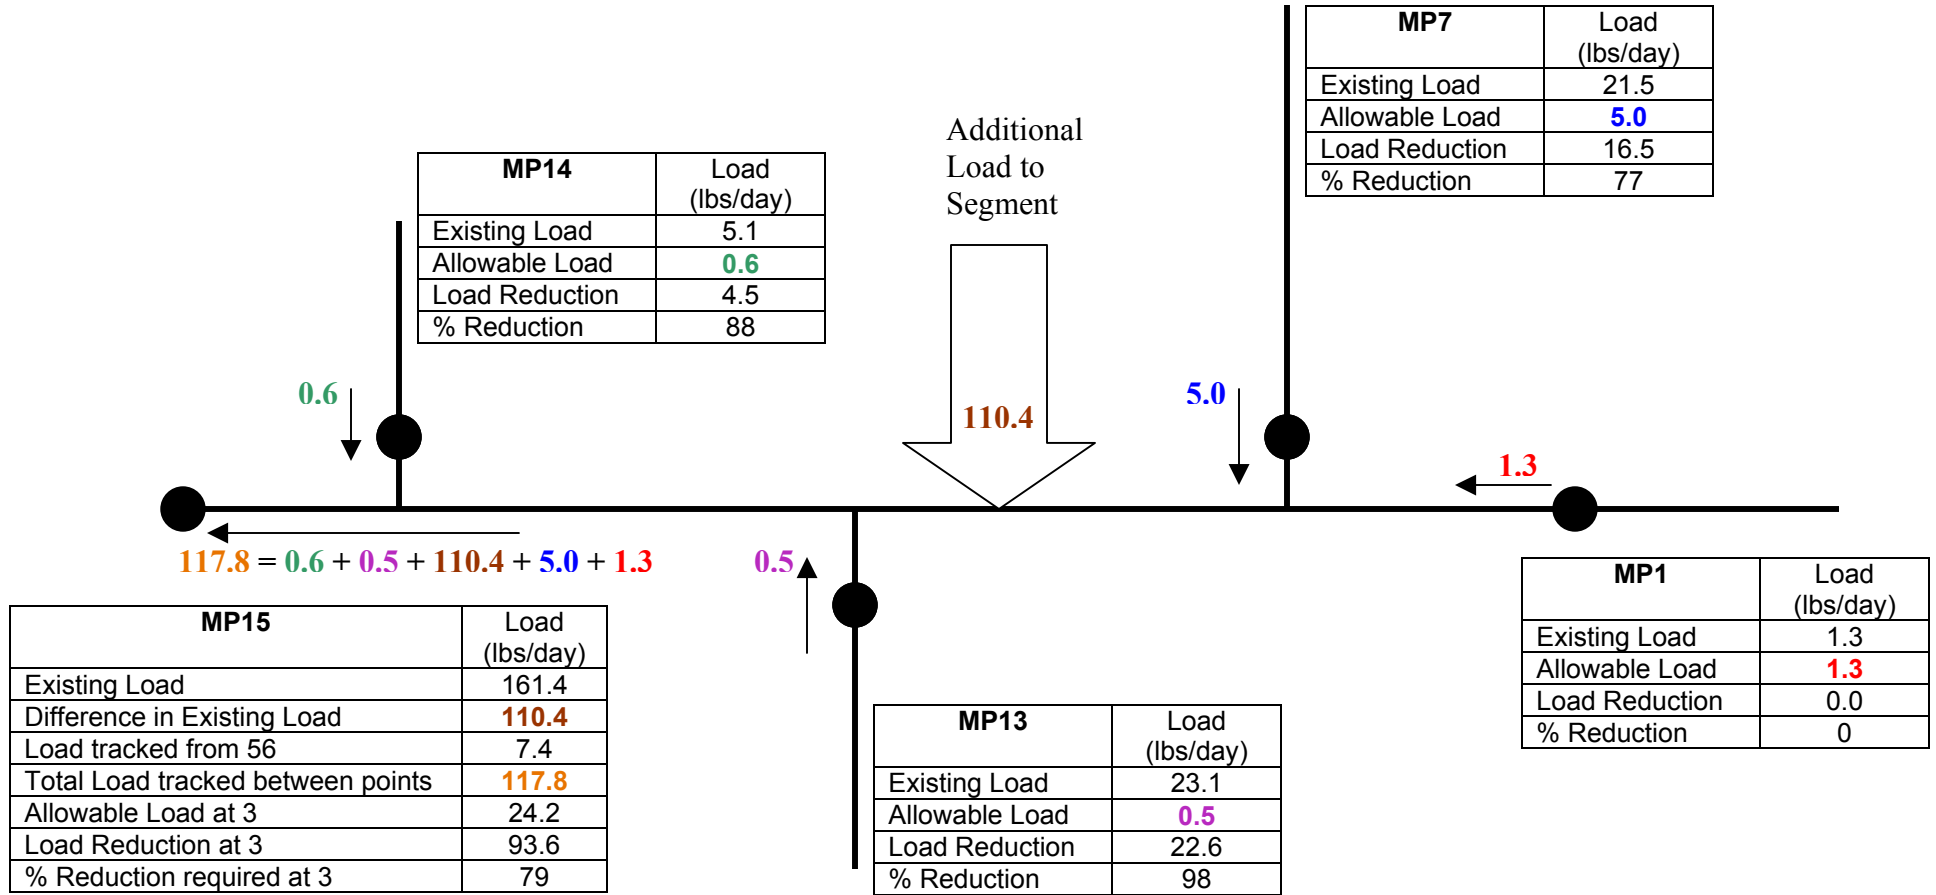 MP7 Load (lbs/day)
Existing Load 21.5
Allowable Load 5.0
Load Reduction 16.5
% Reduction 77
Additional
Load to
Segment
110.4
MP14 Load (lbs/day)
Existing Load 5.1
Allowable Load 0.6
Load Reduction 4.5
% Reduction 88
0.6
5.0
1.3
117.8 = 0.6 + 0.5 + 110.4 + 5.0 + 1.3
0.5
MP15 Load (lbs/day)
Existing Load 161.4
Difference in Existing Load 110.4
Load tracked from 56 7.4
Total Load tracked between points 117.8
Allowable Load at 3 24.2
Load Reduction at 3 93.6
% Reduction required at 3 79
MP13 Load (lbs/day)
Existing Load 23.1
Allowable Load 0.5
Load Reduction 22.6
% Reduction 98
MP1 Load (lbs/day)
Existing Load 1.3
Allowable Load 1.3
Load Reduction 0.0
% Reduction 0